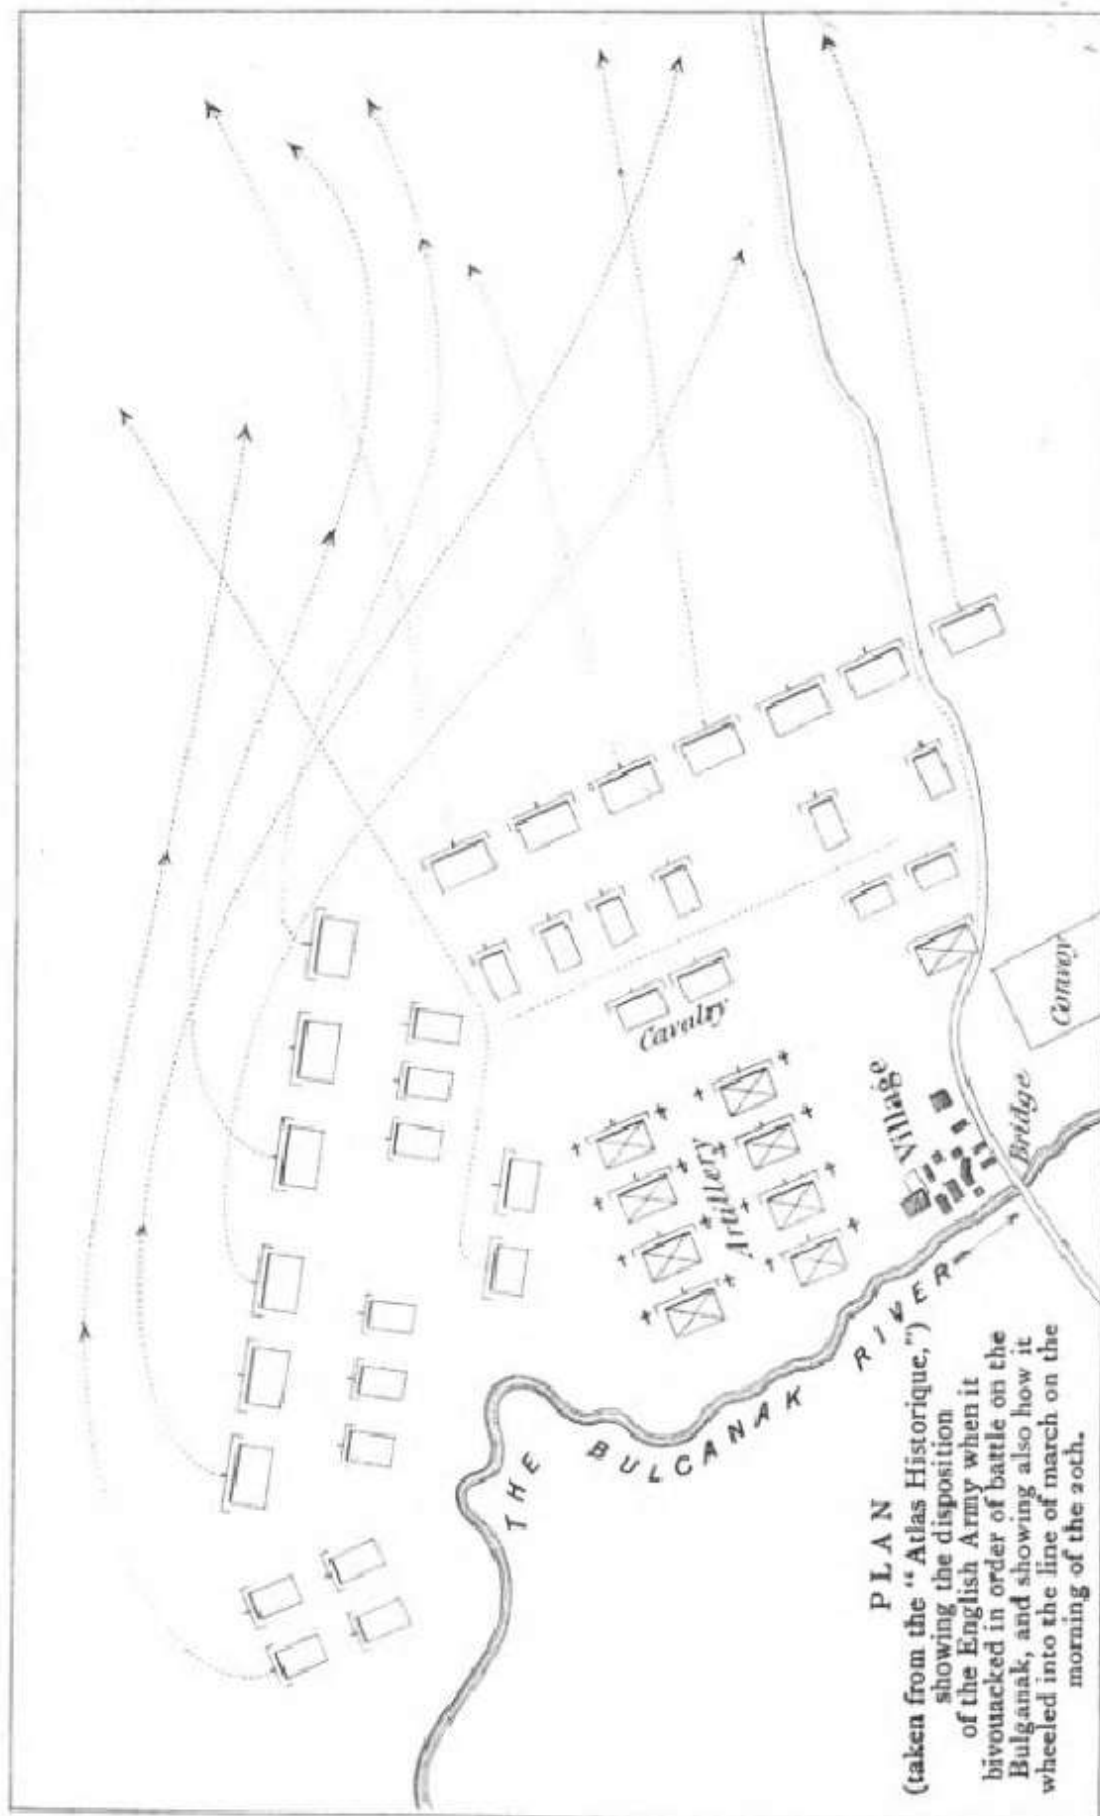 Cavalry
Artillery
Village
Convoy
Bridge
THE BULGANAK RIVER
PLAN
(taken from the “Atlas Historique,”)
showing the disposition
of the English Army when it
bivouacked in order of battle on the
Bulganak, and showing also how it
wheeled into the line of march on the
morning of the 20th.